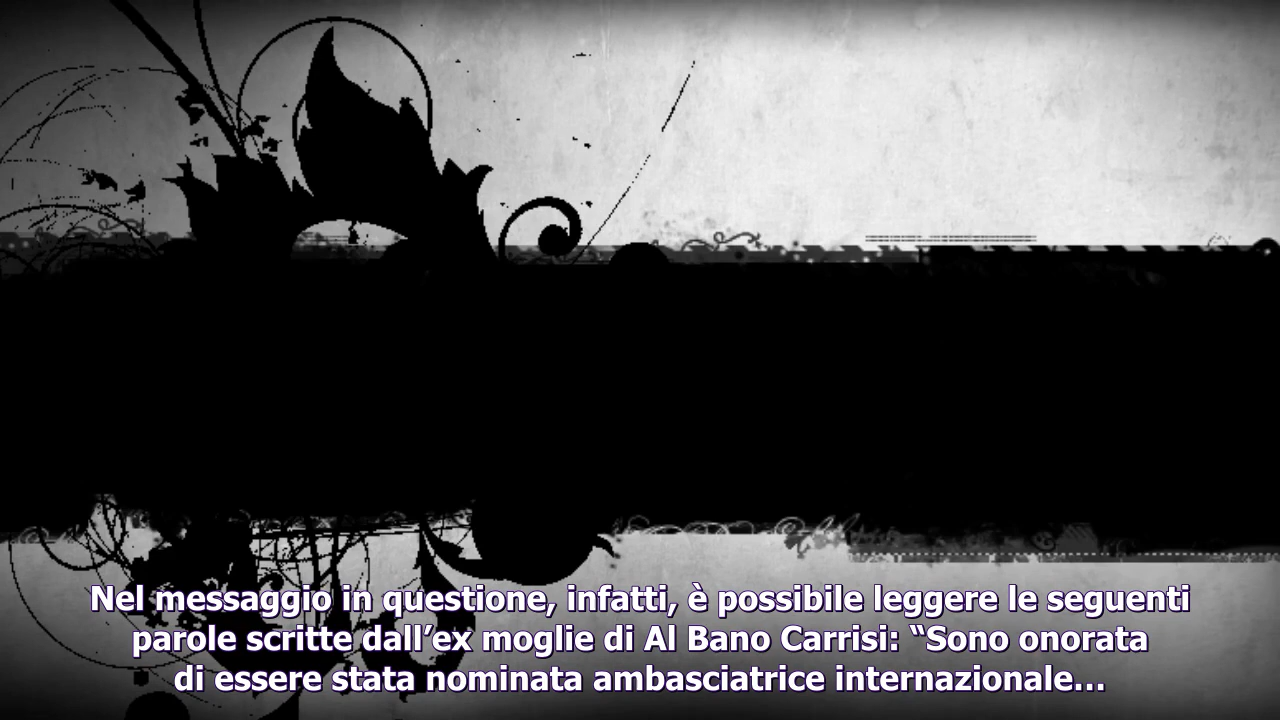 Nel messaggio in questione, infatti, è possibile leggere le seguenti
parole scritte dall’ex moglie di Al Bano Carrisi: “Sono onorata
di essere stata nominata ambasciatrice internazionale...